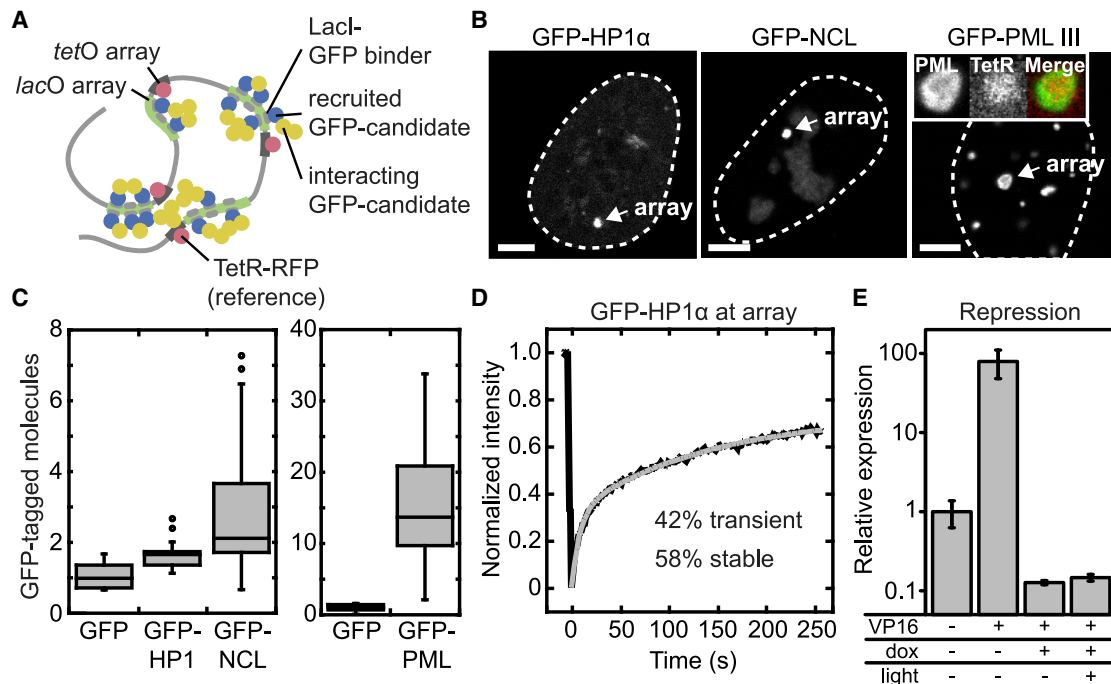 A
tetO array
lacO array
LacI-
GFP binder
recruited
GFP-candidate
interacting
GFP-candidate
TetR-RFP
(reference)
B
GFP-HP1α
GFP-NCL
GFP-PML III
array
array
PML
TetR
Merge
array
C
GFP-tagged molecules
8
6
4
2
0
GFP
GFP-
HP1
GFP-
NCL
40
30
20
10
0
GFP
GFP-
PML
D
GFP-HP1α at array
Normalized intensity
1.0
0.8
0.6
0.4
0.2
0
42% transient
58% stable
0
50
100
150
200
250
Time (s)
E
Repression
Relative expression
100
10
1
0.1
VP16 - + + +
dox - - + +
light - - - +